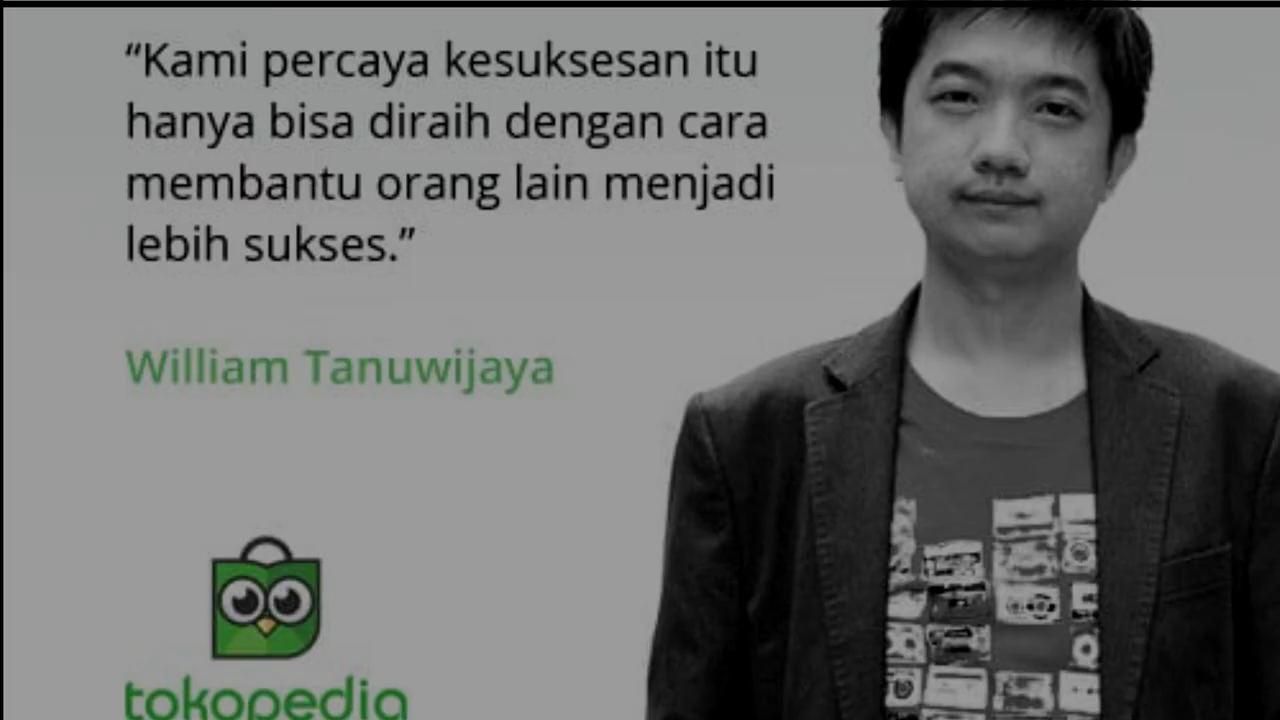 “Kami percaya kesuksesan itu
hanya bisa diraih dengan cara
membantu orang lain menjadi
lebih sukses.”
William Tanuwijaya
tokopedia